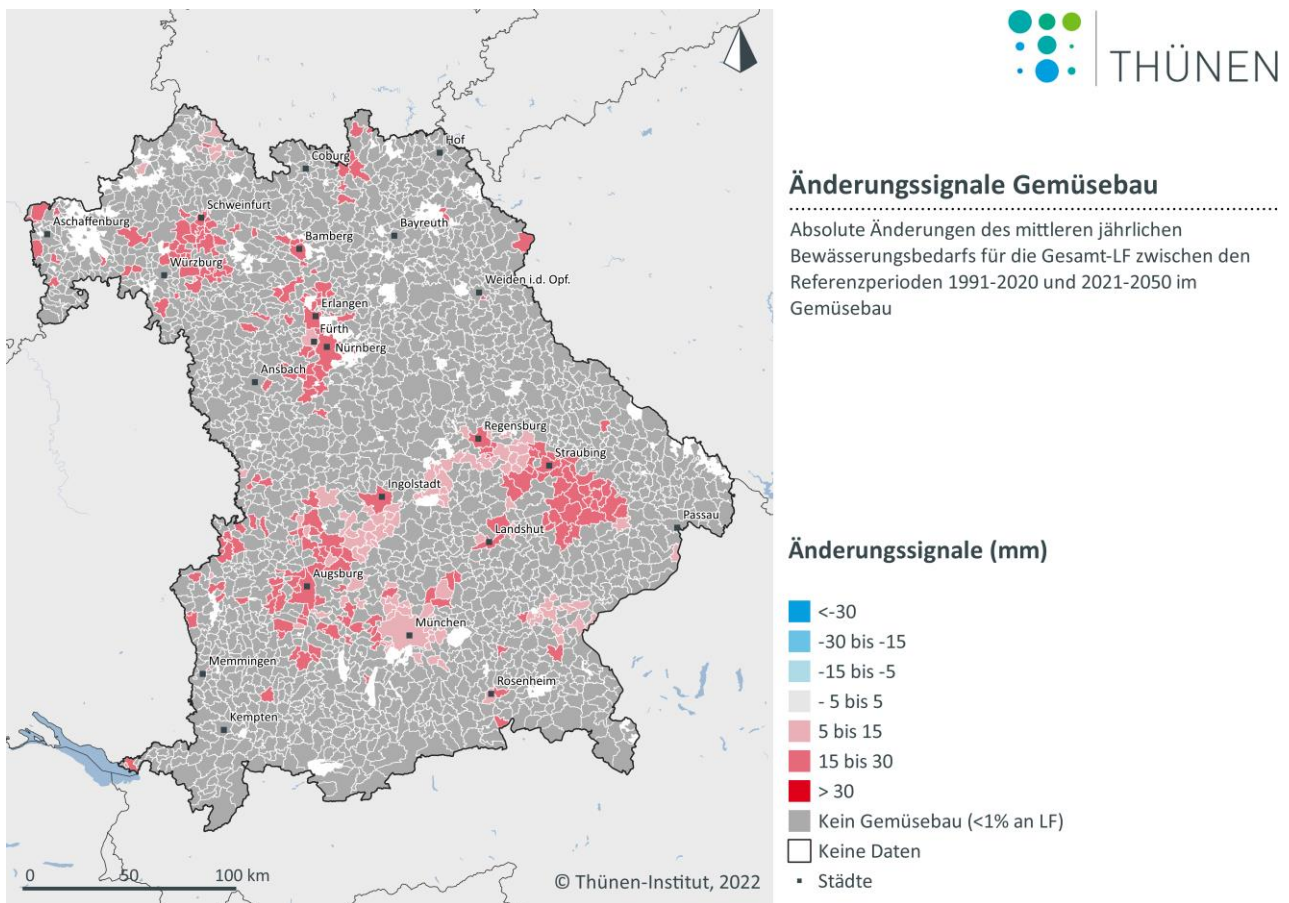 THÜNEN
Änderungssignale Gemüsebau
Absolute Änderungen des mittleren jährlichen
Bewässerungsbedarfs für die Gesamt-LF zwischen den
Referenzperioden 1991-2020 und 2021-2050 im
Gemüsebau
Hof
Coburg
Schweinfurt
Aschaffenburg
Bayreuth
Bamberg
Würzburg
Weiden i.d. Opf.
Erlangen
Fürth
Nürnberg
Ansbach
Regensburg
Straubing
Ingolstadt
Passau
Landshut
Augsburg
München
Memmingen
Rosenheim
Kempten
Änderungssignale (mm)
<-30
-30 bis -15
-15 bis -5
- 5 bis 5
5 bis 15
15 bis 30
> 30
Kein Gemüsebau (<1% an LF)
Keine Daten
Städte
0 50 100 km
© Thünen-Institut, 2022